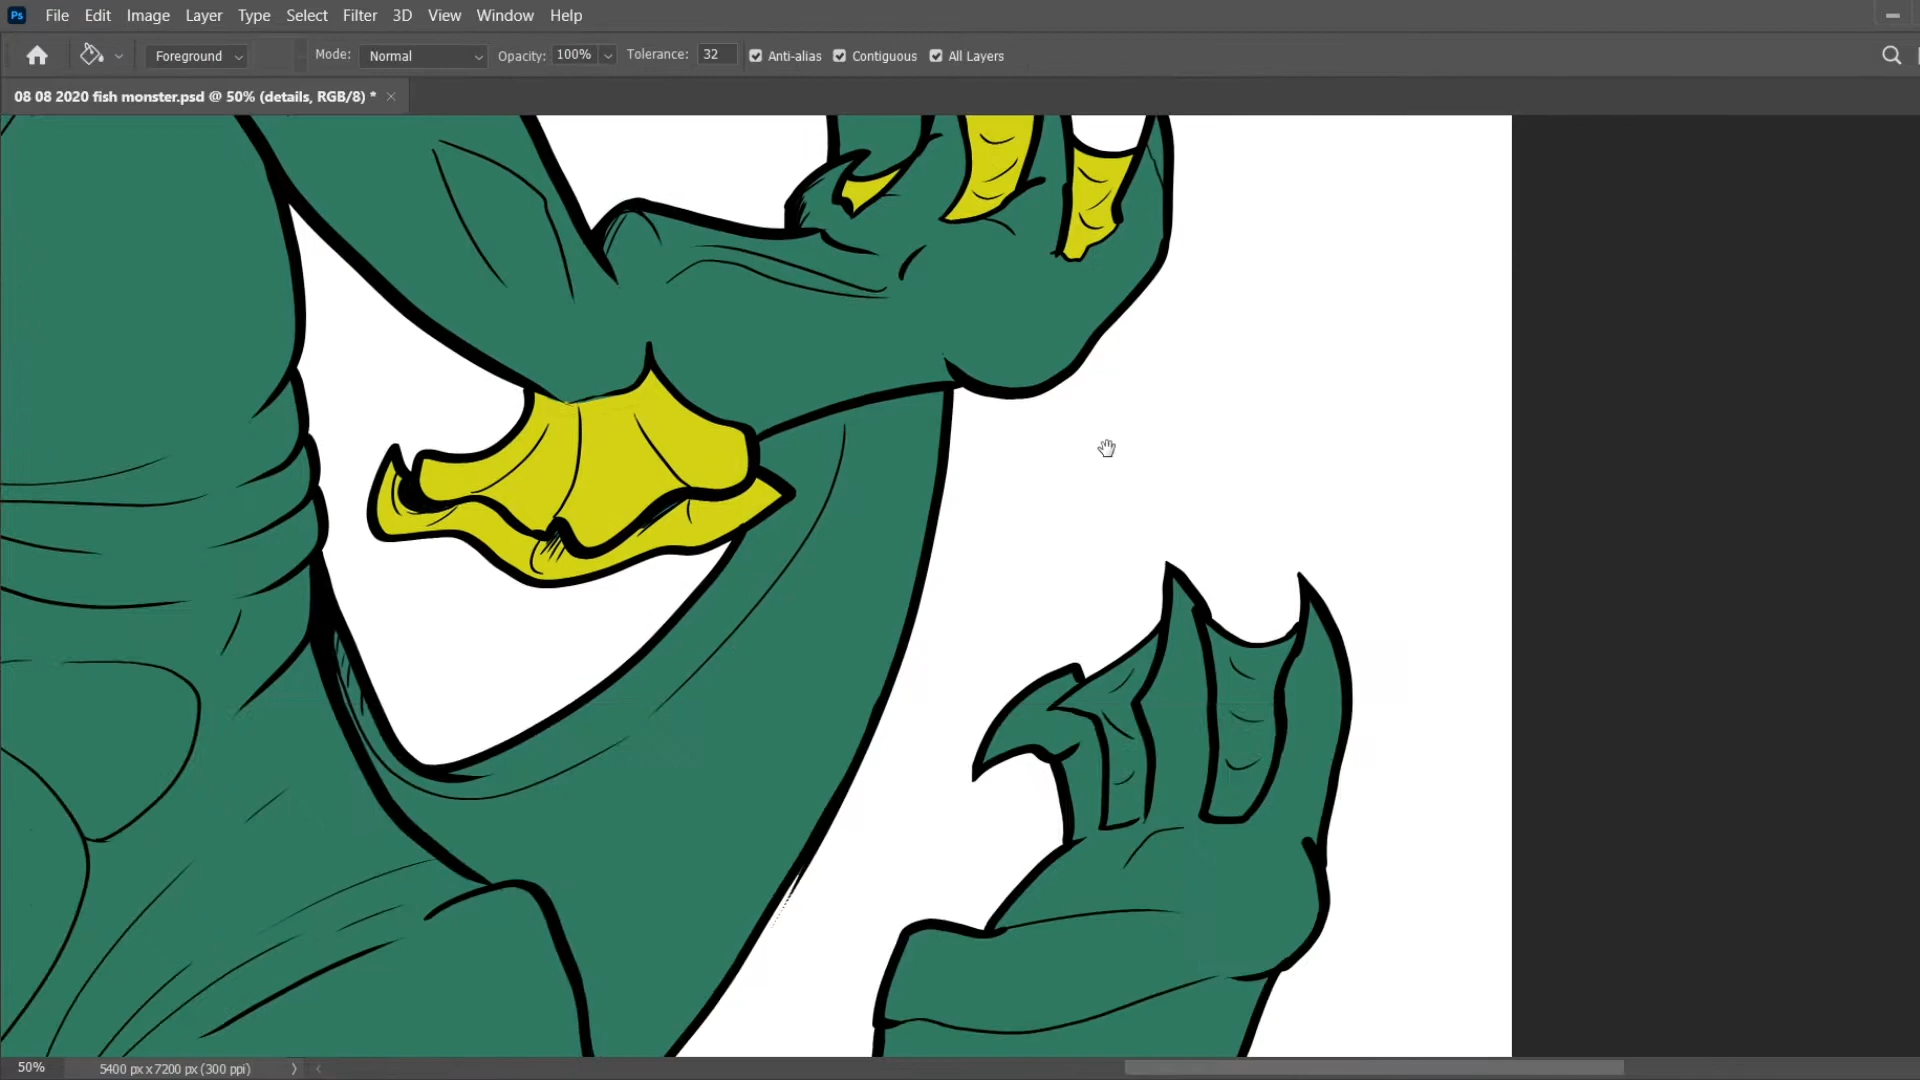 Ps File Edit Image Layer Type Select Filter 3D View Window Help
Foreground Mode: Normal Opacity: 100% Tolerance: 32 Anti-alias Contiguous All Layers
08 08 2020 fish monster.psd @ 50% (details, RGB/8) *
50% 5400 px x 7200 px (300 ppi)